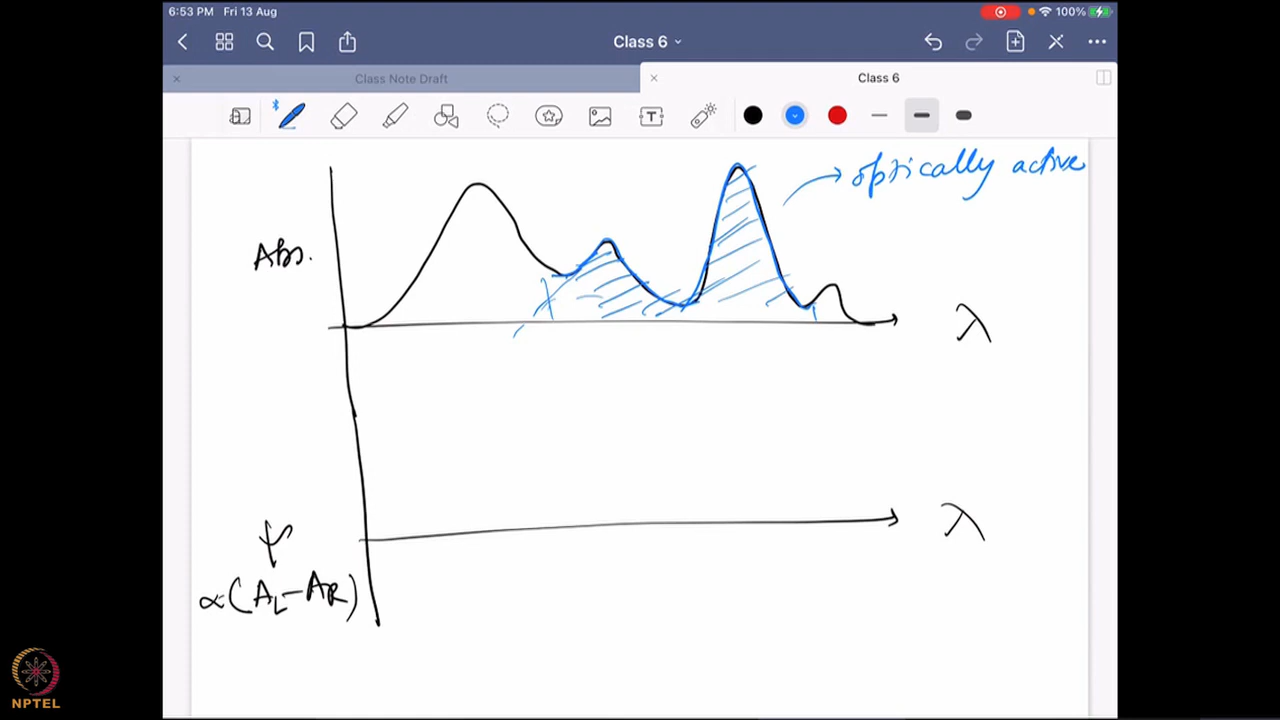 6:53 PM Fri 13 Aug
100%
Class 6
Class Note Draft
Class 6
T
optically active
Abs.
λ
ψ
λ
∝(A_L-A_R)
NPTEL